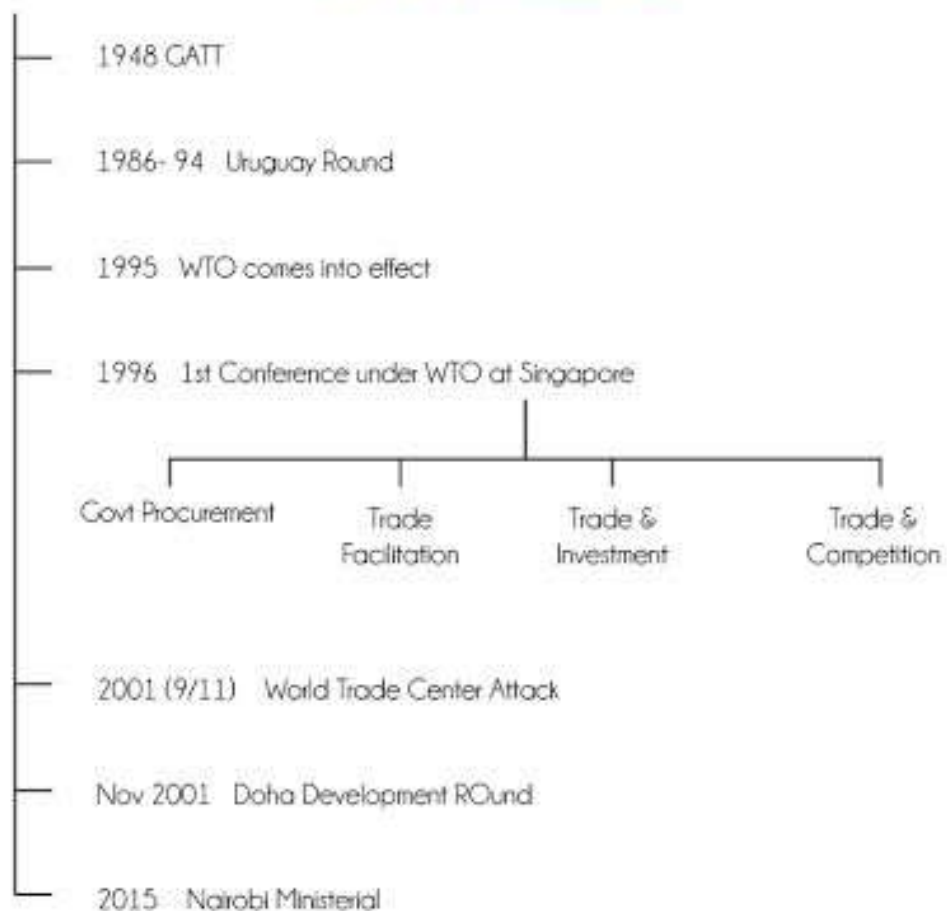 1948 GATT
1986- 94 Uruguay Round
1995 WTO comes into effect
1996 1st Conference under WTO at Singapore
Govt Procurement
Trade
Facilitation
Trade &
Investment
Trade &
Competition
2001 (9/11) World Trade Center Attack
Nov 2001 Doha Development ROund
2015 Nairobi Ministerial